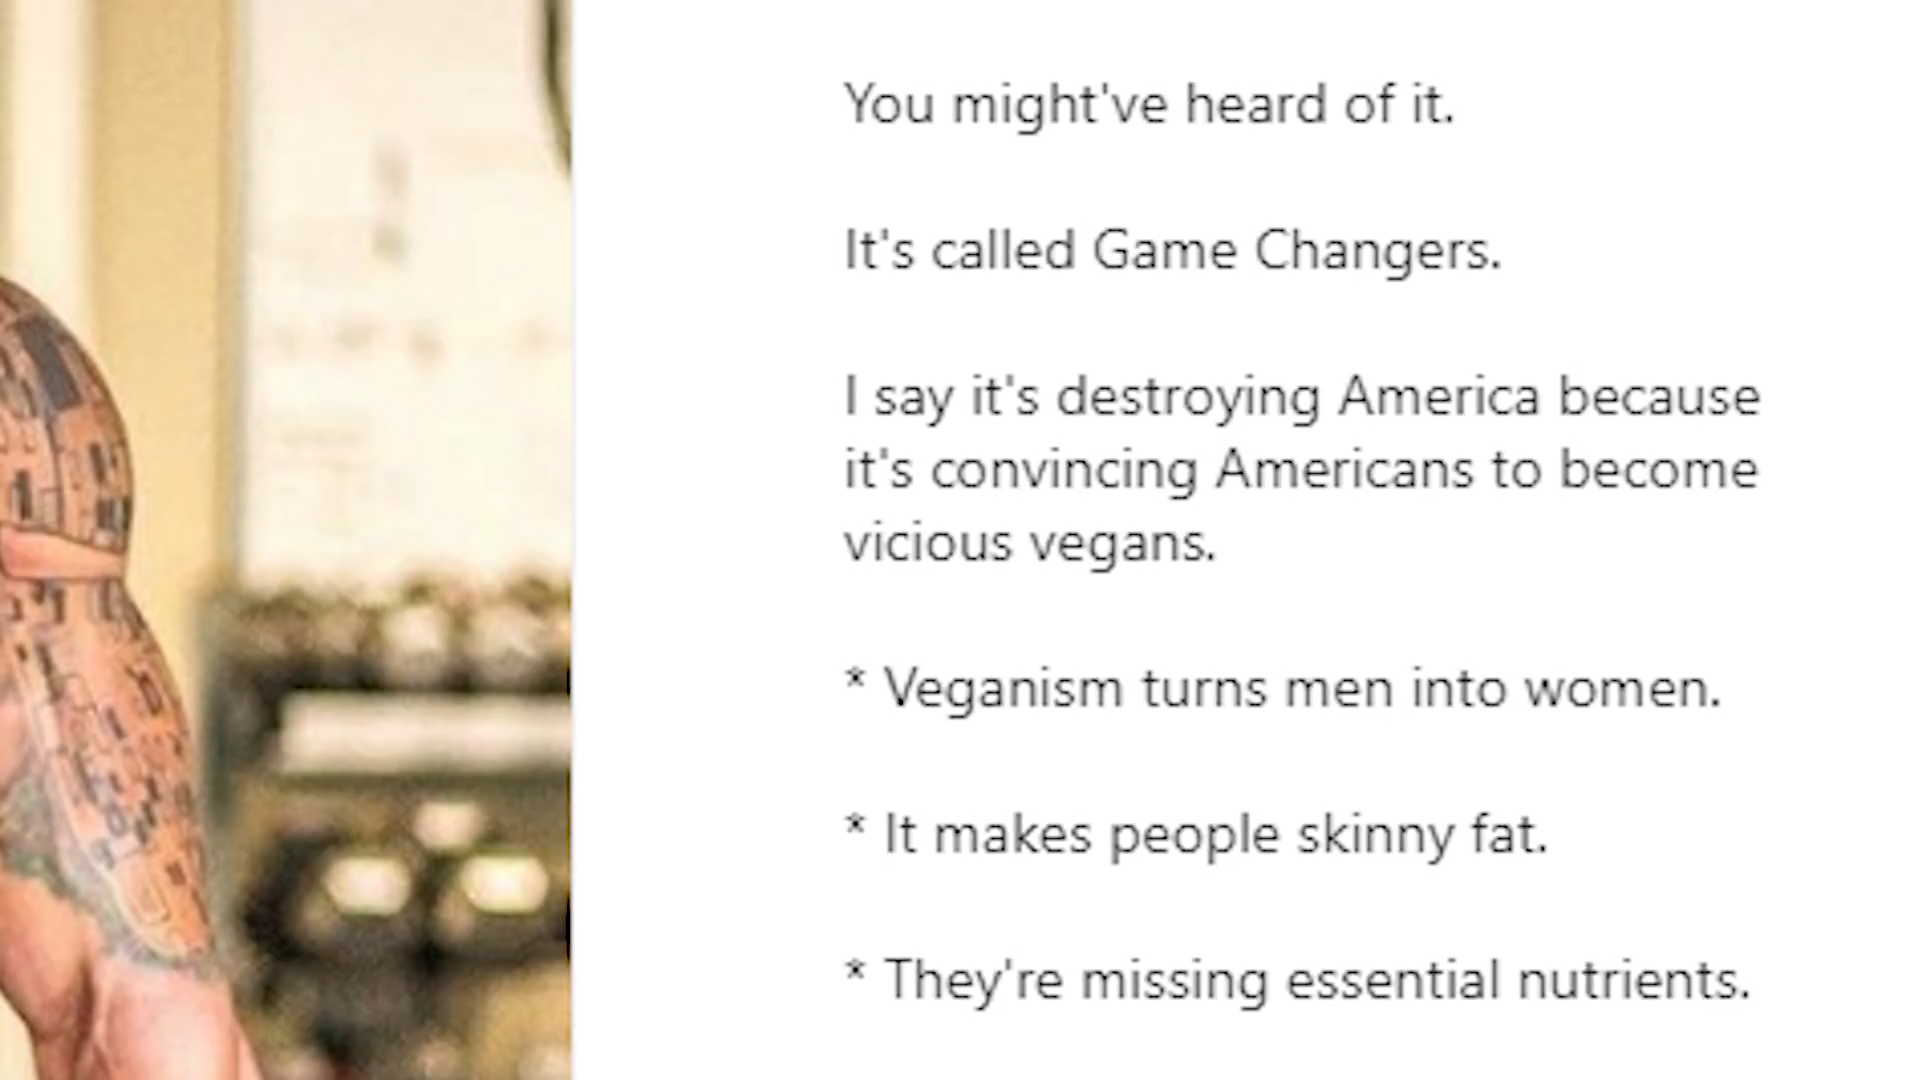 You might've heard of it.
It's called Game Changers.
I say it's destroying America because
it's convincing Americans to become
vicious vegans.
* Veganism turns men into women.
* It makes people skinny fat.
* They're missing essential nutrients.